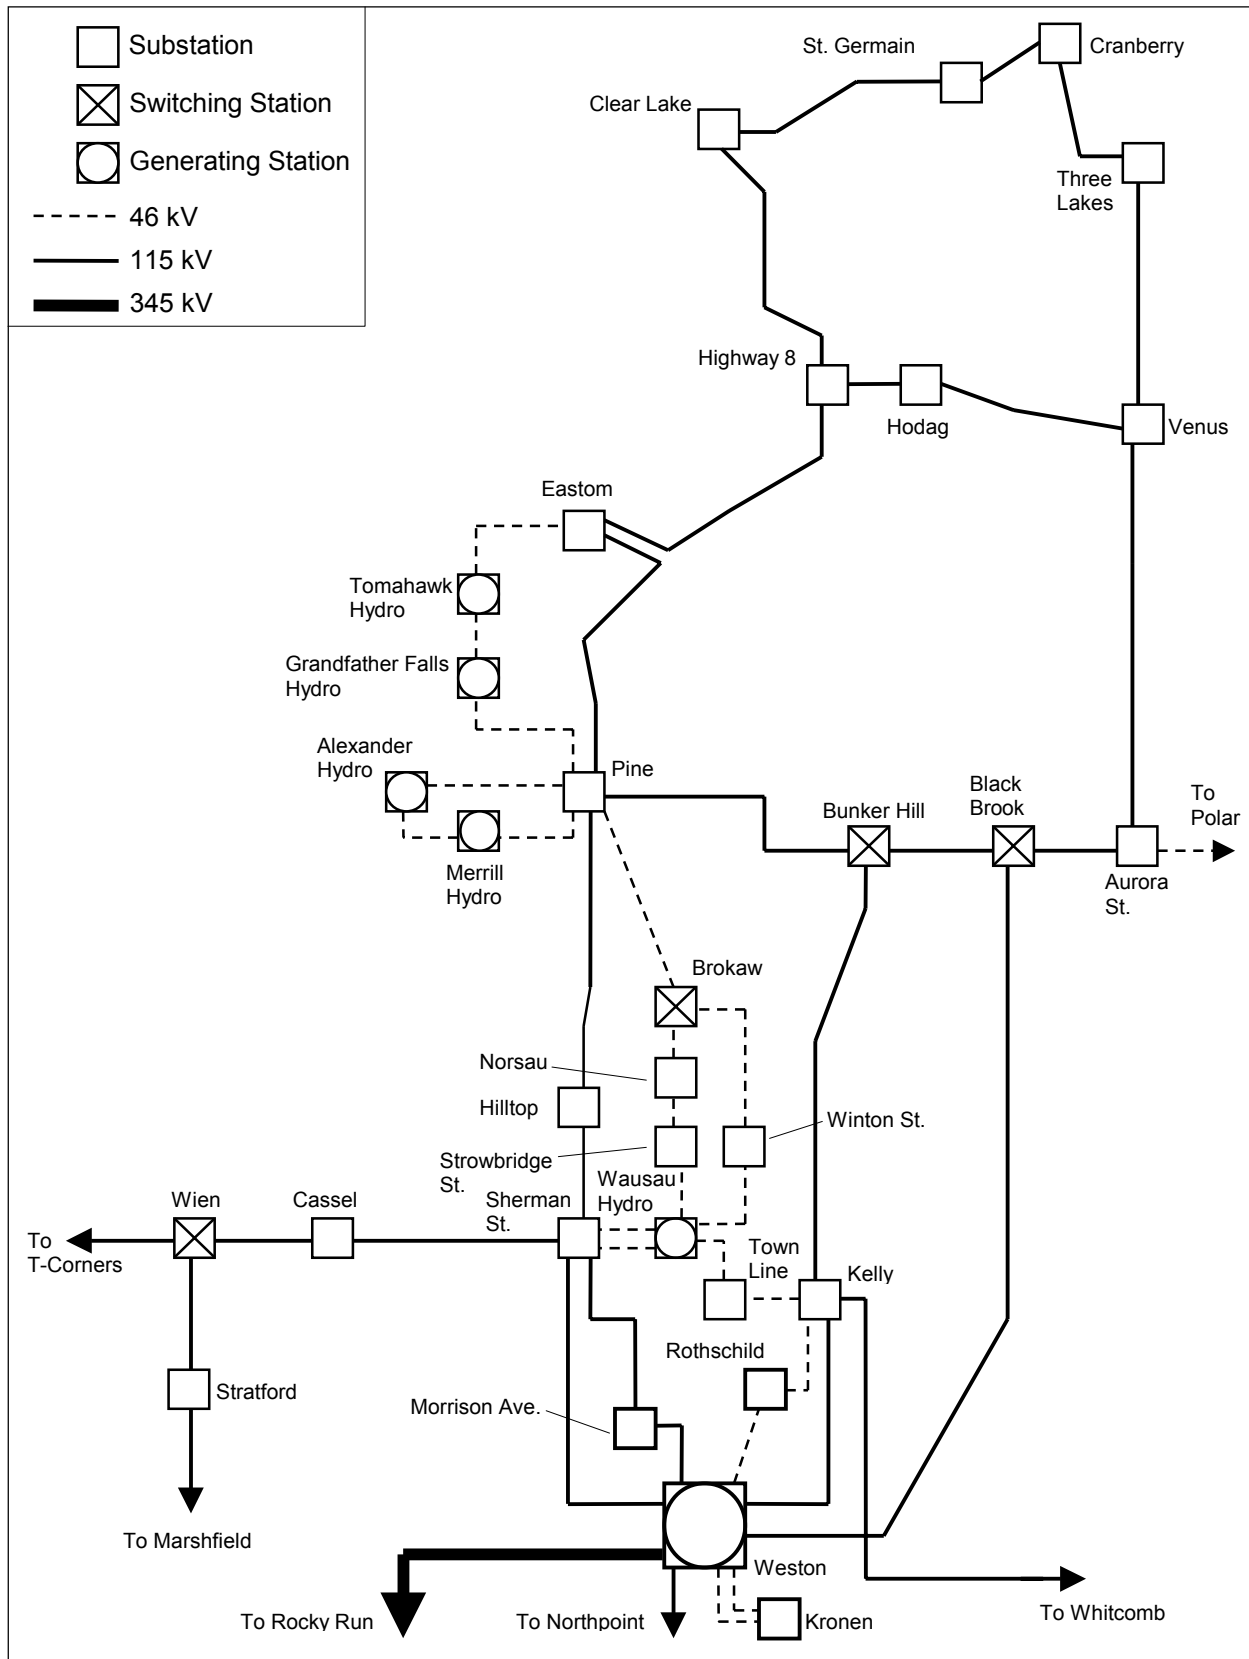 Substation
Switching Station
Generating Station
46 kV
115 kV
345 kV
St. Germain
Cranberry
Clear Lake
Three
Lakes
Highway 8
Hodag
Venus
Eastom
Tomahawk
Hydro
Grandfather Falls
Hydro
Alexander
Hydro
Pine
Merrill
Hydro
Bunker Hill
Black
Brook
To
Polar
Aurora
St.
Brokaw
Norsau
Hilltop
Winton St.
Strowbridge
St.
Wausau
Hydro
Sherman
St.
Wien
Cassel
To
T-Corners
Town
Line
Kelly
Rothschild
Stratford
Morrison Ave.
To Marshfield
Weston
To Rocky Run
To Northpoint
Kronen
To Whitcomb